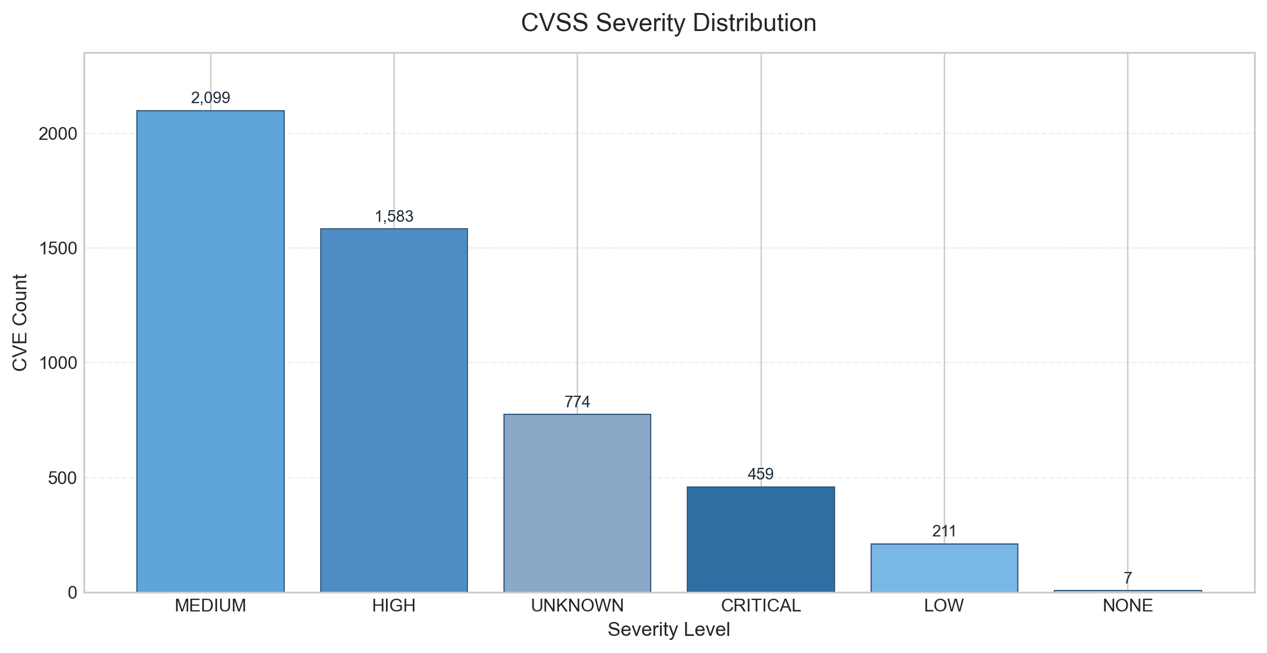 CVSS Severity Distribution
2,099
1,583
774
459
211
7
2000
1500
1000
500
0
CVE Count
MEDIUM HIGH UNKNOWN CRITICAL LOW NONE
Severity Level